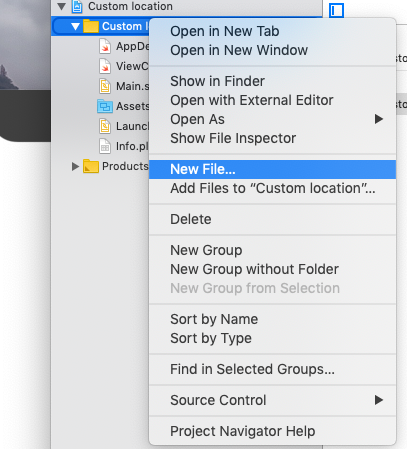 Custom location
Custom l
Open in New Tab
Open in New Window
AppDe
ViewC
Show in Finder
Main.s
Open with External Editor
Assets
Open As
Launc
Show File Inspector
Info.pl
New File...
Products
Add Files to “Custom location”...
Delete
New Group
New Group without Folder
New Group from Selection
Sort by Name
Sort by Type
Find in Selected Groups...
Source Control
Project Navigator Help